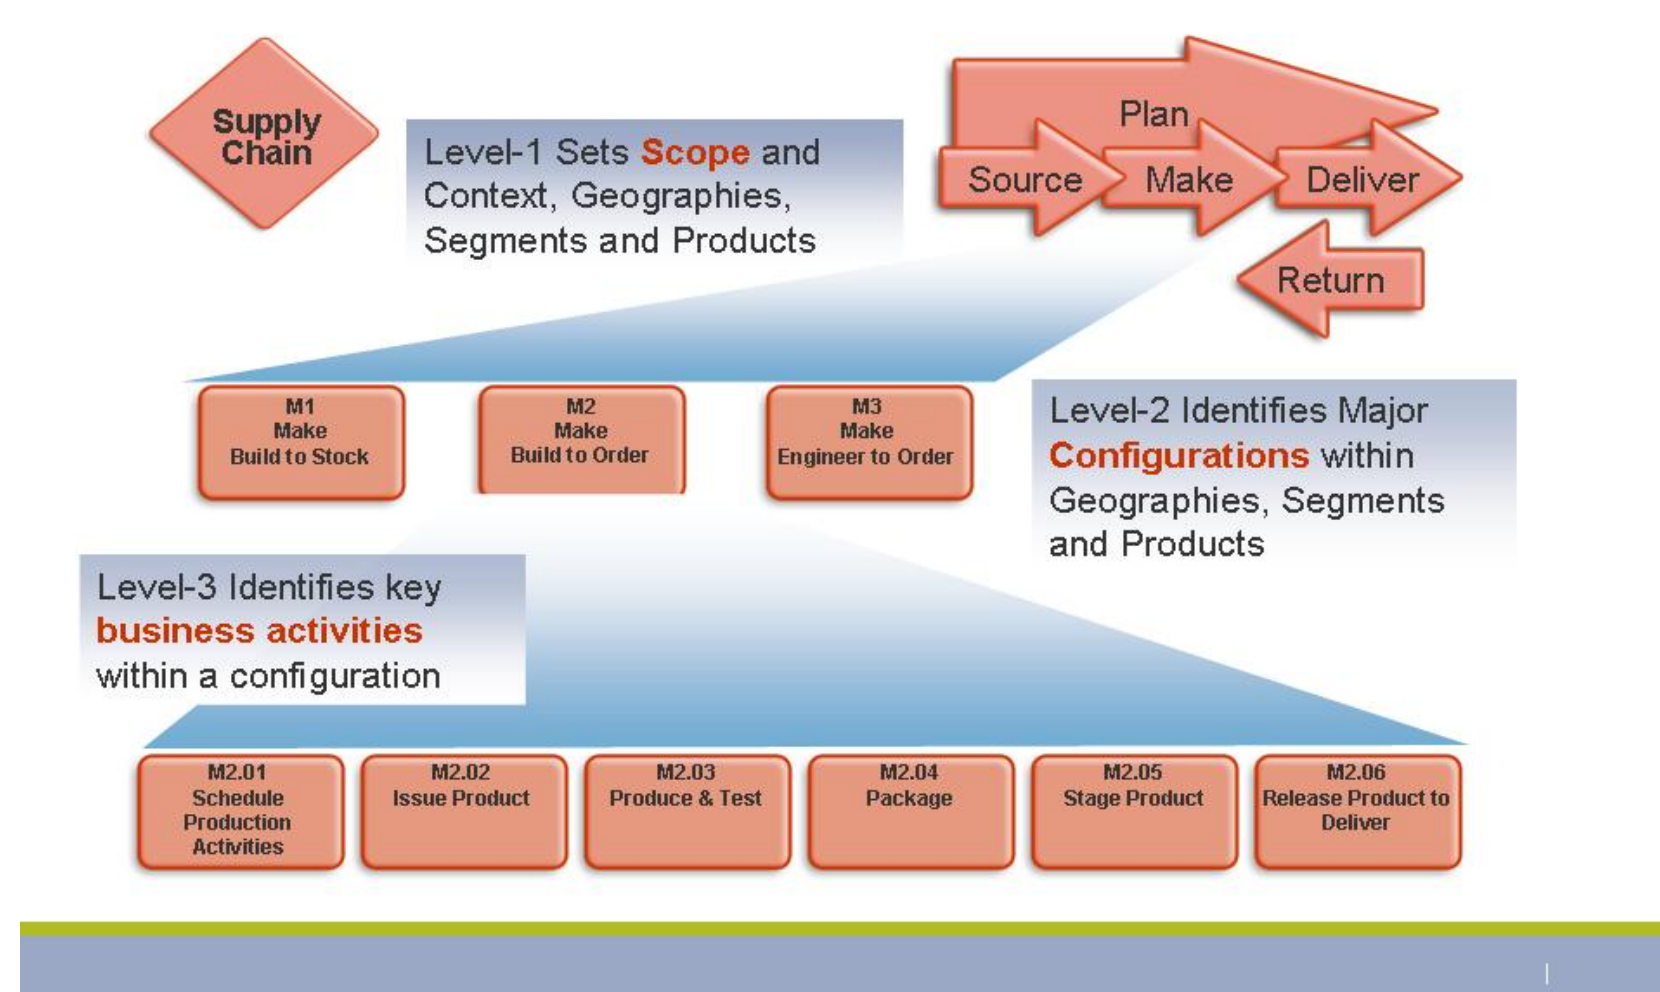 Supply
Chain
Level-1 Sets Scope and
Context, Geographies,
Segments and Products
Plan
Source
Make
Deliver
Return
M1
Make
Build to Stock
M2
Make
Build to Order
M3
Make
Engineer to Order
Level-2 Identifies Major
Configurations within
Geographies, Segments
and Products
Level-3 Identifies key
business activities
within a configuration
M2.01
Schedule
Production
Activities
M2.02
Issue Product
M2.03
Produce & Test
M2.04
Package
M2.05
Stage Product
M2.06
Release Product to
Deliver